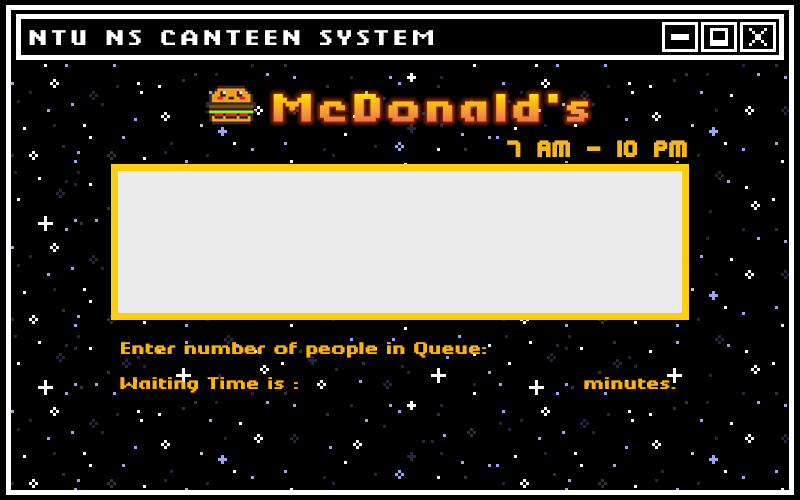 NTU NS CANTEEN SYSTEM
McDonald's
7 AM - 10 PM
Enter number of people in Queue:
Waiting Time is : minutes.